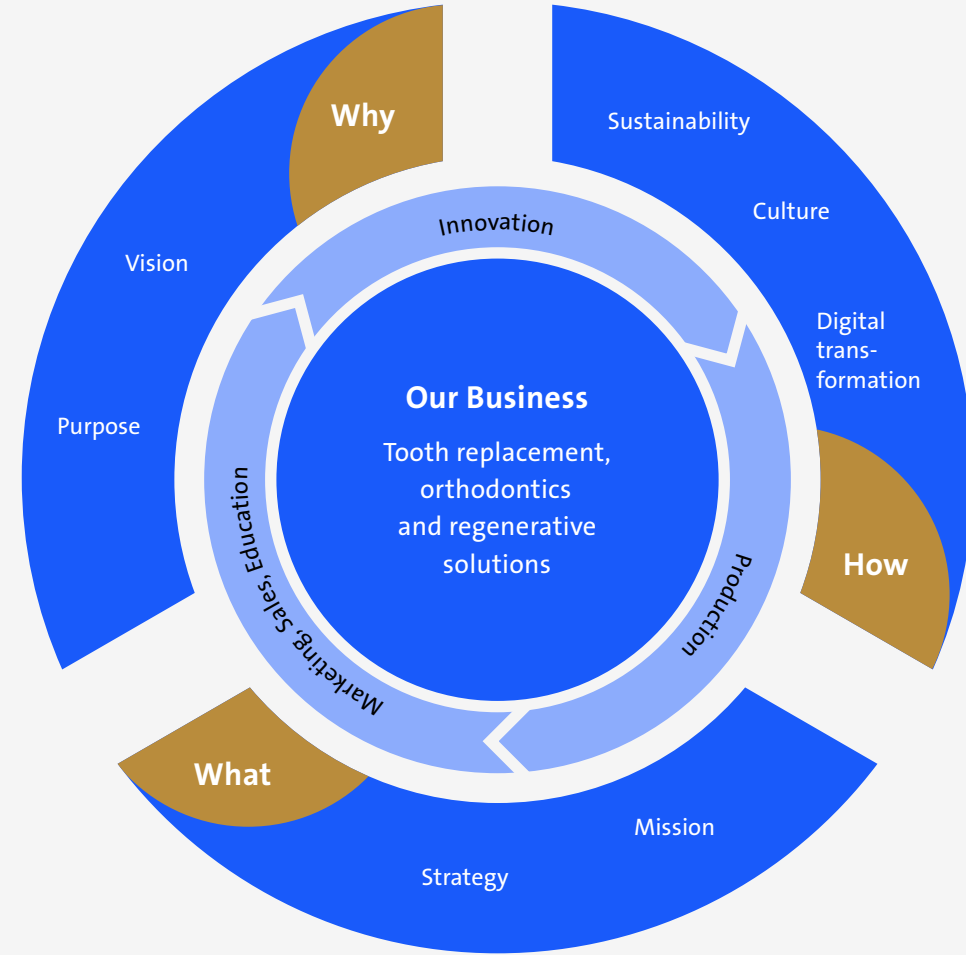 Why
Vision
Purpose
Sustainability
Culture
Digital
trans-
formation
How
What
Strategy
Mission
Innovation
Production
Marketing, Sales, Education
Our Business
Tooth replacement,
orthodontics
and regenerative
solutions